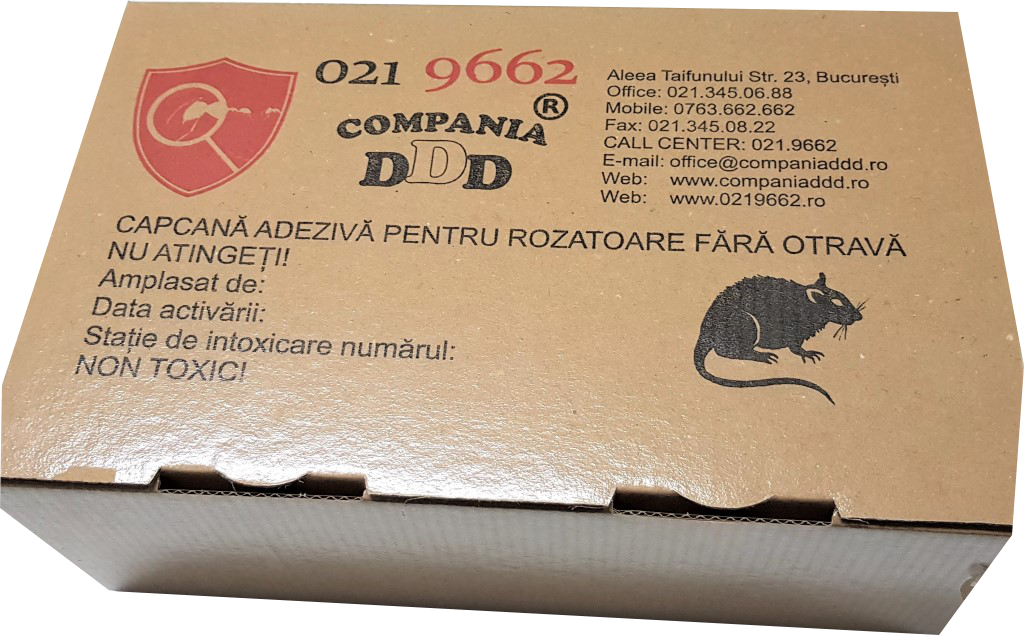 021 9662
COMPANIA ®
DDD
Aleea Taifunului Str. 23, București
Office: 021.345.06.88
Mobile: 0763.662.662
Fax: 021.345.08.22
CALL CENTER: 021.9662
E-mail: office@companiaddd.ro
Web: www.companiaddd.ro
Web: www.0219662.ro
CAPCANĂ ADEZIVĂ PENTRU ROZATOARE FĂRĂ OTRAVĂ
NU ATINGEȚI!
Amplasat de:
Data activării:
Stație de intoxicare numărul:
NON TOXIC!